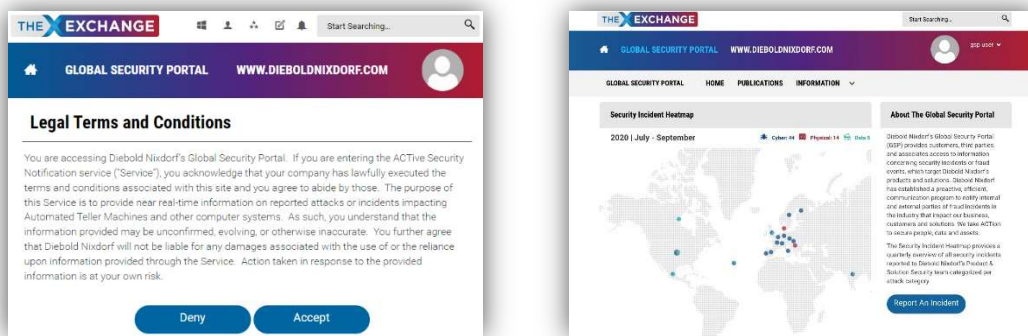 THE X EXCHANGE
Start Searching...
GLOBAL SECURITY PORTAL WWW.DIEBOLDNIXDORF.COM
Legal Terms and Conditions
You are accessing Diebold Nixdorf's Global Security Portal. If you are entering the ACTive Security
Notification service ("Service"), you acknowledge that your company has lawfully executed the
terms and conditions associated with this site and you agree to abide by those. The purpose of
this Service is to provide near real-time information on reported attacks or incidents impacting
Automated Teller Machines and other computer systems. As such, you understand that the
information provided may be unconfirmed, evolving, or otherwise inaccurate. You further agree
that Diebold Nixdorf will not be liable for any damages associated with the use of or the reliance
upon information provided through the Service. Action taken in response to the provided
information is at your own risk.
Deny Accept
THE X EXCHANGE
Start Searching...
GLOBAL SECURITY PORTAL WWW.DIEBOLDNIXDORF.COM
gsp user
GLOBAL SECURITY PORTAL HOME PUBLICATIONS INFORMATION
Security Incident Heatmap
2020 | July - September
Cyber: 44 Physical: 14 Data 5
About The Global Security Portal
Diebold Nixdorf's Global Security Portal
(GSP) provides customers, third parties
and associates access to information
concerning security incidents or fraud
events, which target Diebold Nixdorf's
products and solutions. Diebold Nixdorf
has established a proactive, efficient,
communication program to notify internal
and external parties of fraud incidents in
the industry that impact our business,
customers and solutions. We take ACTion
to secure people, data and assets.
The Security Incident Heatmap provides a
quarterly overview of all security incidents
reported to Diebold Nixdorf's Product &
Solution Security team categorized per
attack category
Report An Incident